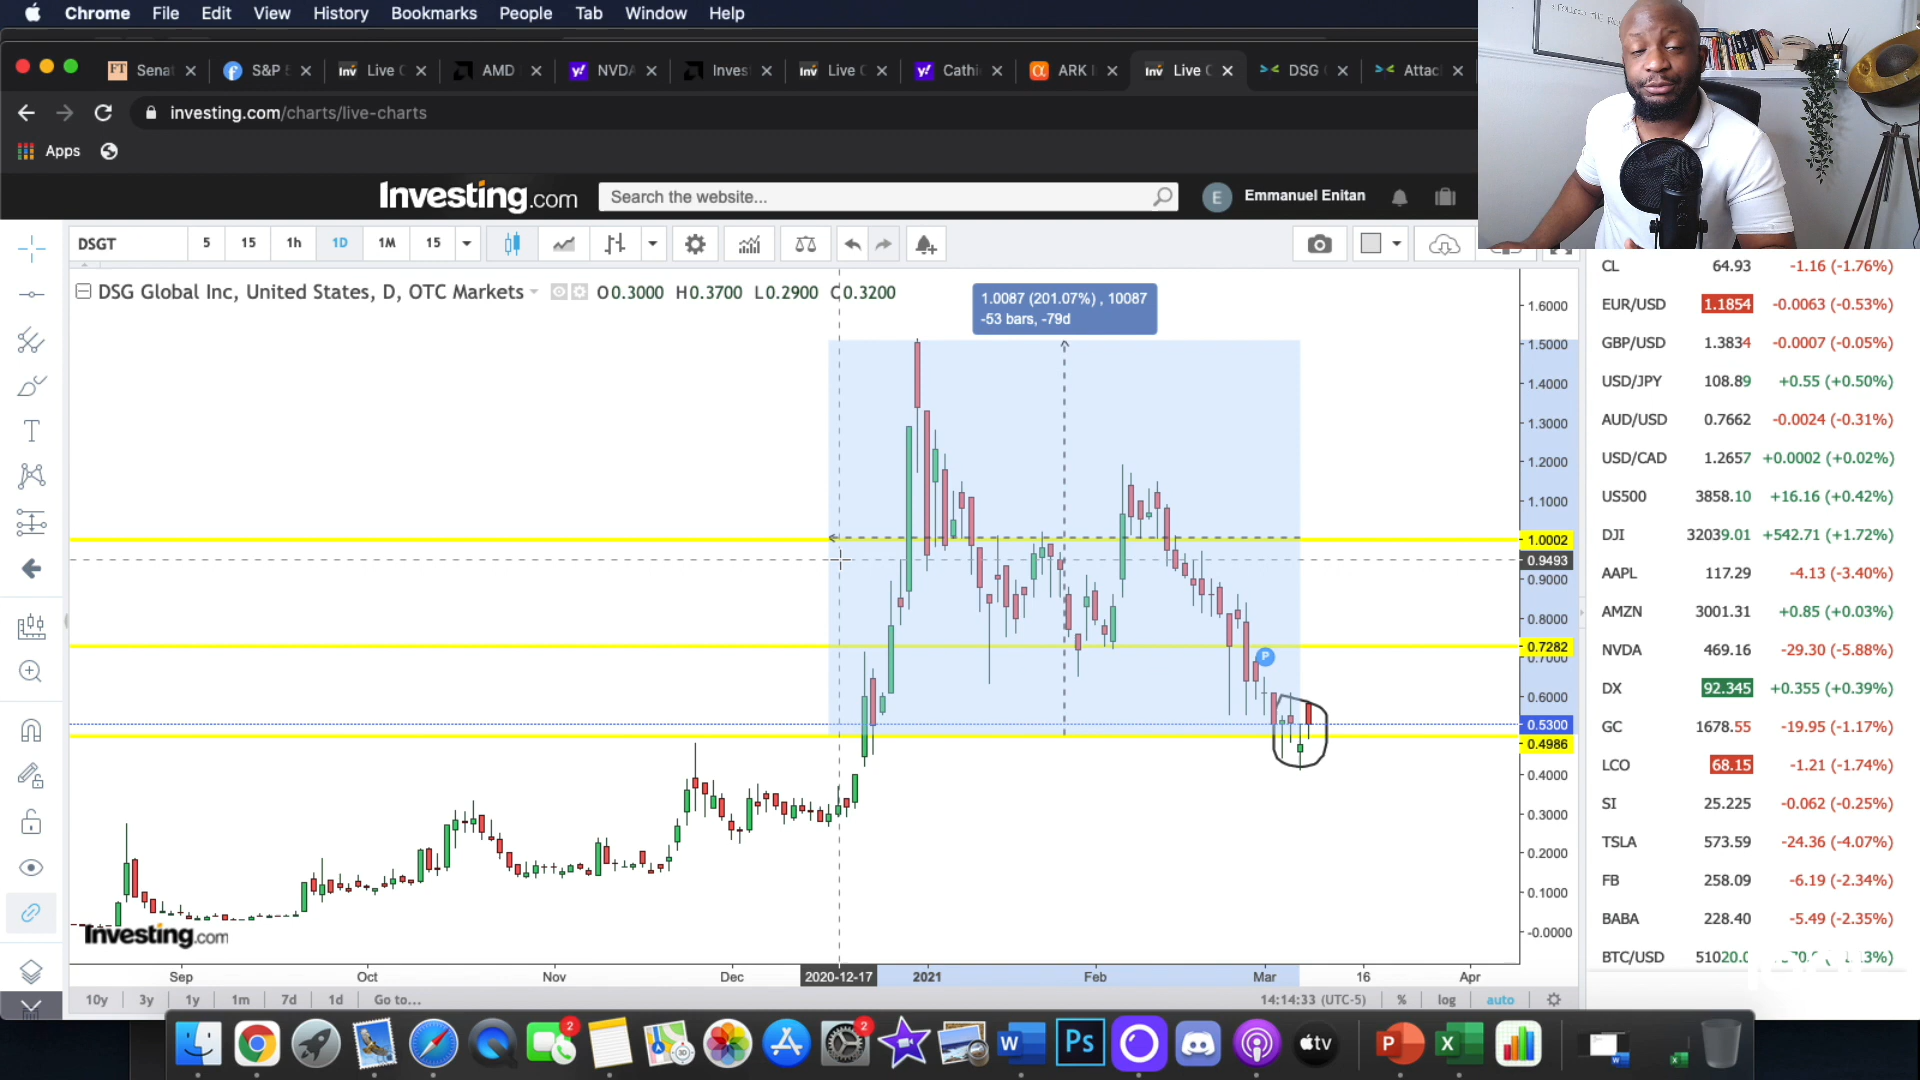 Chrome File Edit View History Bookmarks People Tab Window Help
Senat S&P Live AMD NVDA Inves Live Cathi ARK Live DSG Attac
investing.com/charts/live-charts
Apps
Investing.com Search the website... E Emmanuel Enitan
DSGT 5 15 1h 1D 1M 15
DSG Global Inc, United States, D, OTC Markets O0.3000 H0.3700 L0.2900 C0.3200
1.0087 (201.07%) , 10087
-53 bars, -79d
1.6000
1.5000
1.4000
1.3000
1.2000
1.1000
1.0002
0.9493
0.9000
0.8000
0.7282
0.7000
0.6000
0.5300
0.4986
0.4000
0.3000
0.2000
0.1000
-0.0000
P
Investing.com
Sep Oct Nov Dec 2020-12-17 2021 Feb Mar 16 Apr
10y 3y 1y 1m 7d 1d Go to... 14:14:33 (UTC-5) % log auto
CL 64.93 -1.16 (-1.76%)
EUR/USD 1.1854 -0.0063 (-0.53%)
GBP/USD 1.3834 -0.0007 (-0.05%)
USD/JPY 108.89 +0.55 (+0.50%)
AUD/USD 0.7662 -0.0024 (-0.31%)
USD/CAD 1.2657 +0.0002 (+0.02%)
US500 3858.10 +16.16 (+0.42%)
DJI 32039.01 +542.71 (+1.72%)
AAPL 117.29 -4.13 (-3.40%)
AMZN 3001.31 +0.85 (+0.03%)
NVDA 469.16 -29.30 (-5.88%)
DX 92.345 +0.355 (+0.39%)
GC 1678.55 -19.95 (-1.17%)
LCO 68.15 -1.21 (-1.74%)
SI 25.225 -0.062 (-0.25%)
TSLA 573.59 -24.36 (-4.07%)
FB 258.09 -6.19 (-2.34%)
BABA 228.40 -5.49 (-2.35%)
BTC/USD
2 2
W Ps tv P X